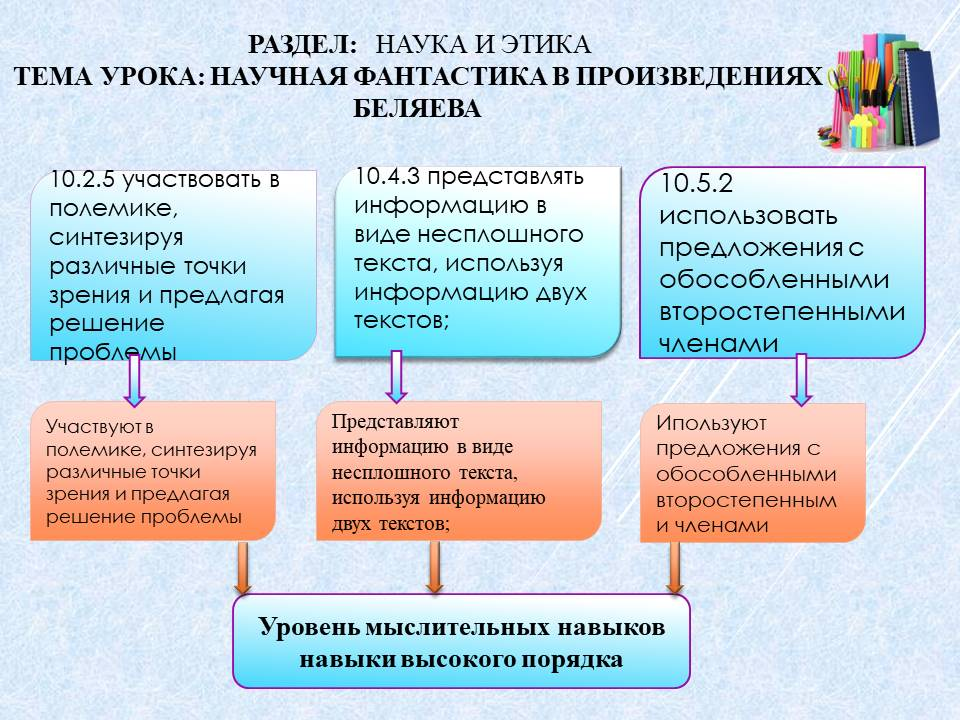 РАЗДЕЛ: НАУКА И ЭТИКА
ТЕМА УРОКА: НАУЧНАЯ ФАНТАСТИКА В ПРОИЗВЕДЕНИЯХ
БЕЛЯЕВА
10.2.5 участвовать в
полемике,
синтезируя
различные точки
зрения и предлагая
решение
проблемы
10.4.3 представлять
информацию в
виде несплошного
текста, используя
информацию двух
текстов;
10.5.2
использовать
предложения с
обособленными
второстепенными
членами
Участвуют в
полемике, синтезируя
различные точки
зрения и предлагая
решение проблемы
Представляют
информацию в виде
несплошного текста,
используя информацию
двух текстов;
Ипользуют
предложения с
обособленными
второстепенным
и членами
Уровень мыслительных навыков
навыки высокого порядка